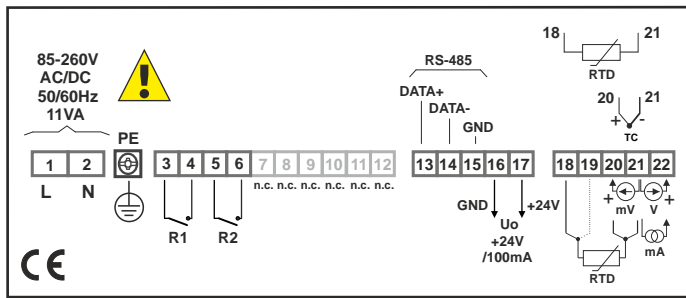 85-260V
AC/DC
50/60Hz
11VA
PE
1 2
L N
3 4 5 6 7 8 9 10 11 12
n.c. n.c. n.c. n.c. n.c. n.c.
R1 R2
RS-485
DATA+
DATA-
GND
13 14 15 16 17
GND
+24V
Uo
+24V
/100mA
18 21
RTD
20 21
+ -
TC
18 19 20 21 22
+ mV V +
mA
RTD
CE